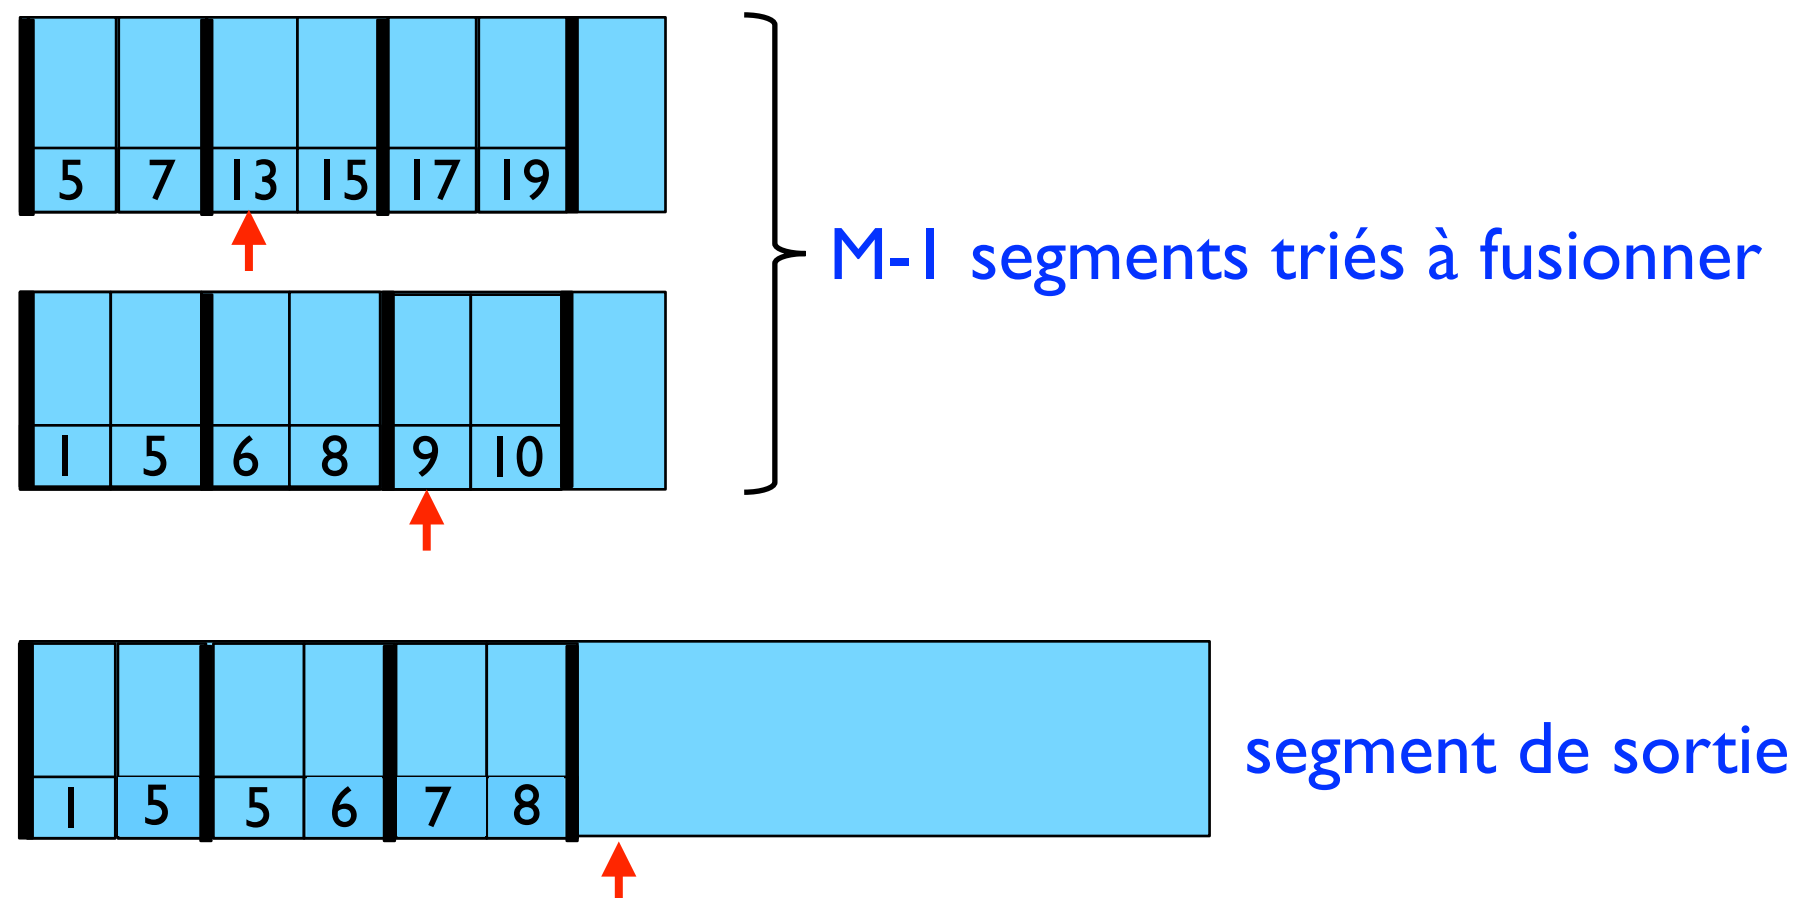 5 7 13 15 17 19
M-1 segments triés à fusionner
1 5 6 8 9 10
1 5 5 6 7 8
segment de sortie